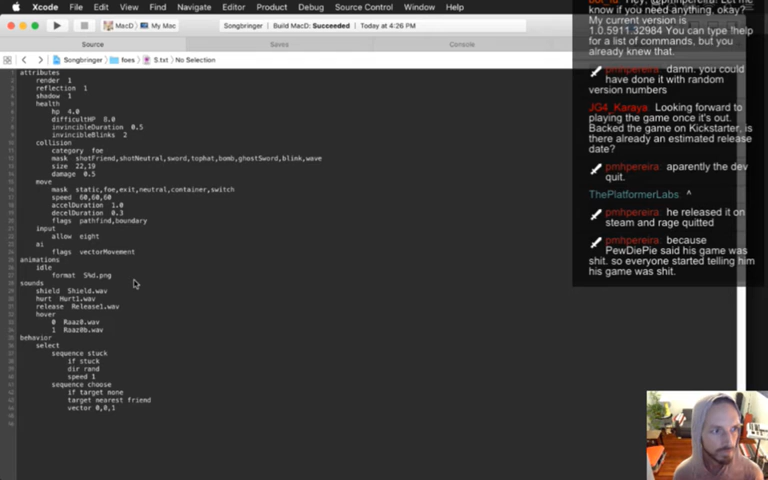 Xcode File Edit View Find Navigate Editor Product Debug Source Control Window Help
MacD My Mac
Songbringer Build MacD: Succeeded Today at 4:26 PM
Source Saves Console
Songbringer foes S.txt No Selection
attributes
render 1
reflection 1
shadow 1
health
hp 4.0
difficultHP 8.0
invincibleDuration 0.5
invincibleBlinks 2
collision
category foe
mask shotFriend,shotNeutral,sword,tophat,bomb,ghostSword,blink,wave
size 22,19
damage 0.5
move
mask static,foe,exit,neutral,container,switch
speed 60,60,60
accelDuration 1.0
decelDuration 0.3
flags pathfind,boundary
input
allow eight
ai
flags vectorMovement
animations
idle
format S%d.png
sounds
shield Shield.wav
hurt Hurt1.wav
release Release1.wav
hover
0 Raaz0.wav
1 Raaz0b.wav
behavior
select
sequence stuck
if stuck
dir rand
speed 1
sequence choose
if target none
target nearest friend
vector 0,0,1
know if you need anything, okay?
My current version is
1.0.5911.32984 You can type !help
for a list of commands, but you
already knew that.
pmhpereira: damn. you could
have done it with random
version numbers
JG4_Karaya: Looking forward to
playing the game once it's out.
Backed the game on Kickstarter, is
there already an estimated release
date?
pmhpereira: apparently the dev
quit.
ThePlatformerLabs: ^
pmhpereira: he released it on
steam and rage quitted
pmhpereira: because
PewDiePie said his game was
shit. so everyone started telling him
his game was shit.